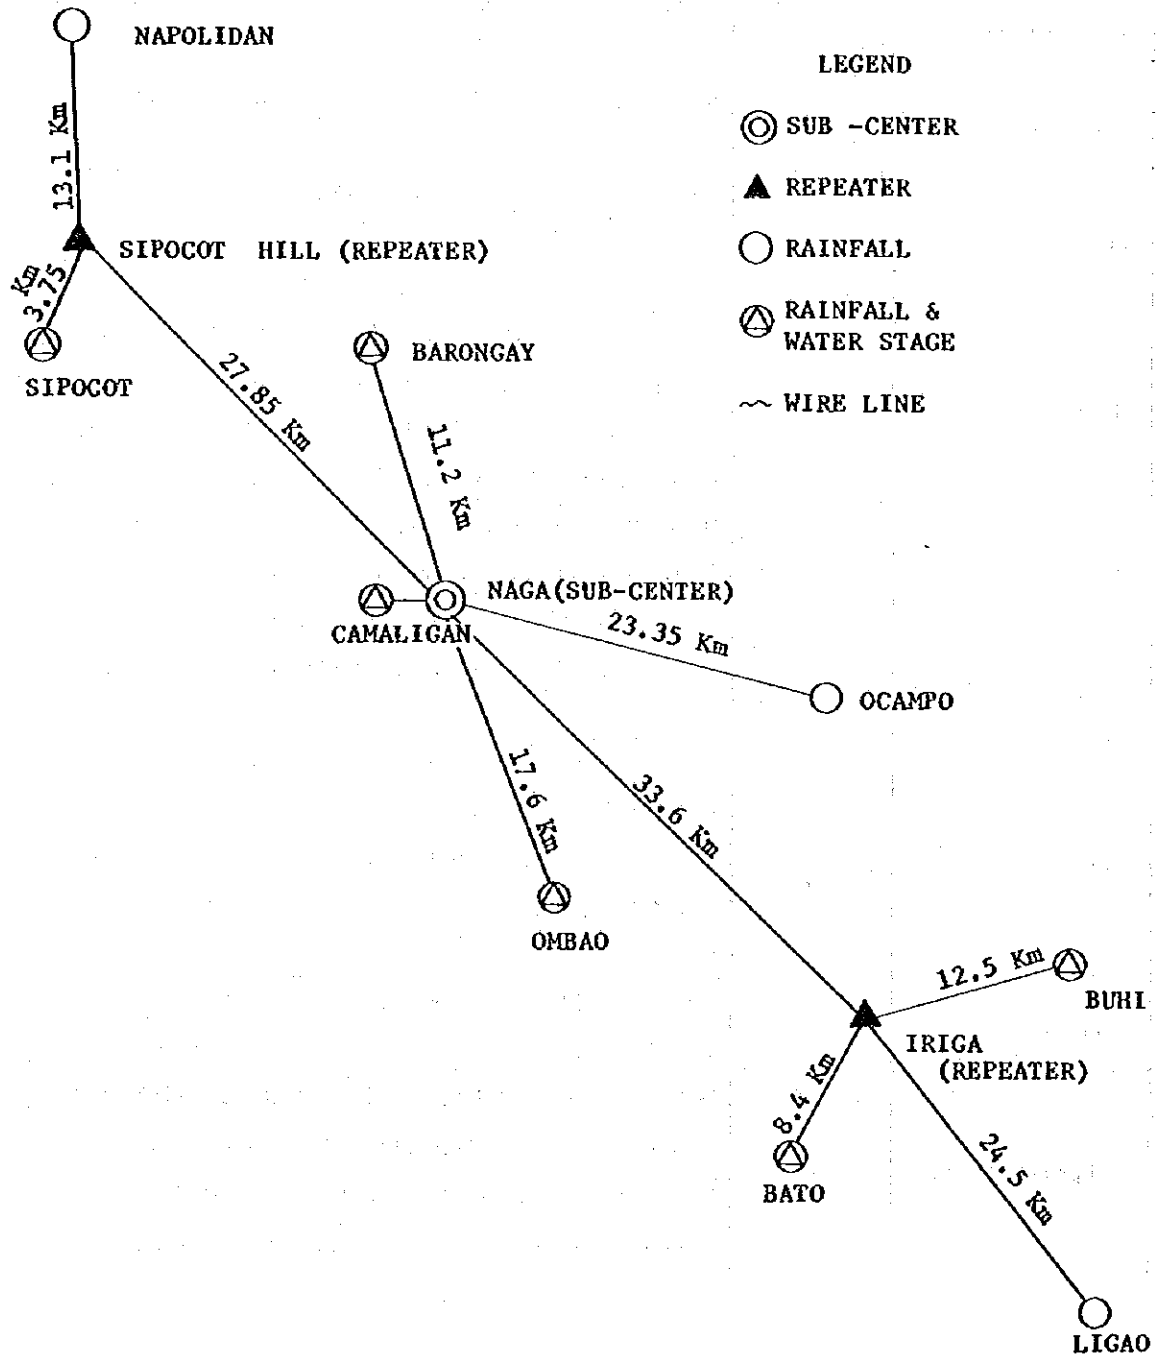 NAPOLIDAN
LEGEND
SUB -CENTER
REPEATER
RAINFALL
RAINFALL &
WATER STAGE
WIRE LINE
13.1 Km
SIPOCOT HILL (REPEATER)
Km
3.75
SIPOCOT
27.85 Km
BARONGAY
11.2 Km
NAGA(SUB-CENTER)
CAMALIGAN
23.35 Km
OCAMPO
17.6 Km
33.6 Km
OMBAO
12.5 Km
BUHI
IRIGA
(REPEATER)
8.4 Km
BATO
24.5 Km
LIGAO